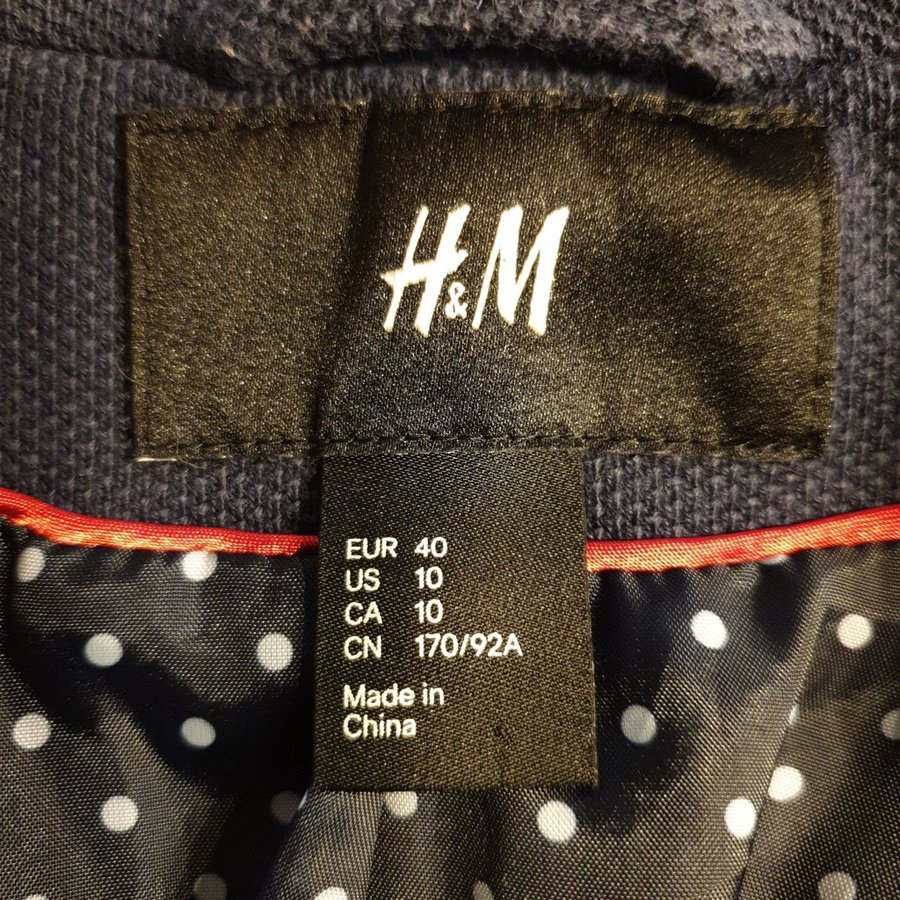 H&M
EUR 40
US 10
CA 10
CN 170/92A
Made in
China